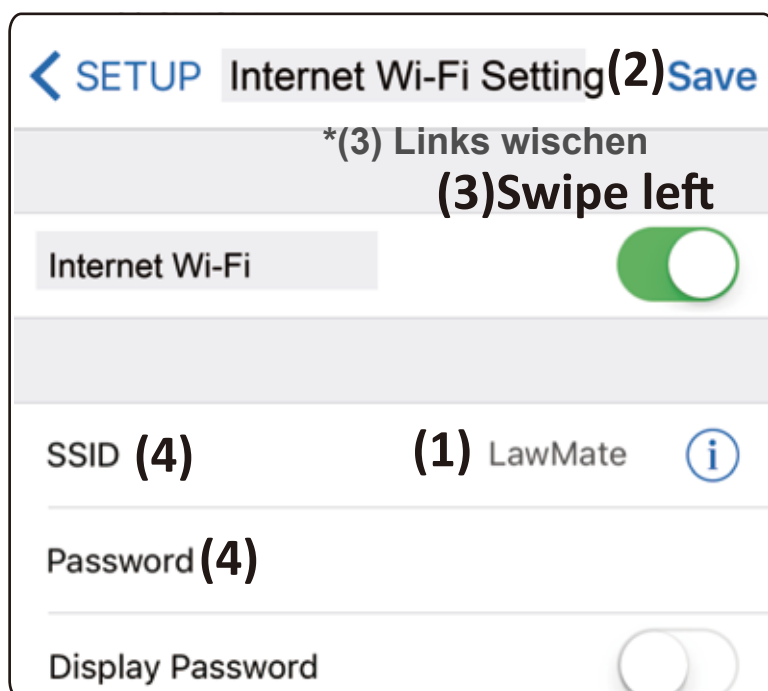 SETUP Internet Wi-Fi Setting (2) Save
*(3) Links wischen
(3)Swipe left
Internet Wi-Fi
SSID (4) (1) LawMate i
Password (4)
Display Password